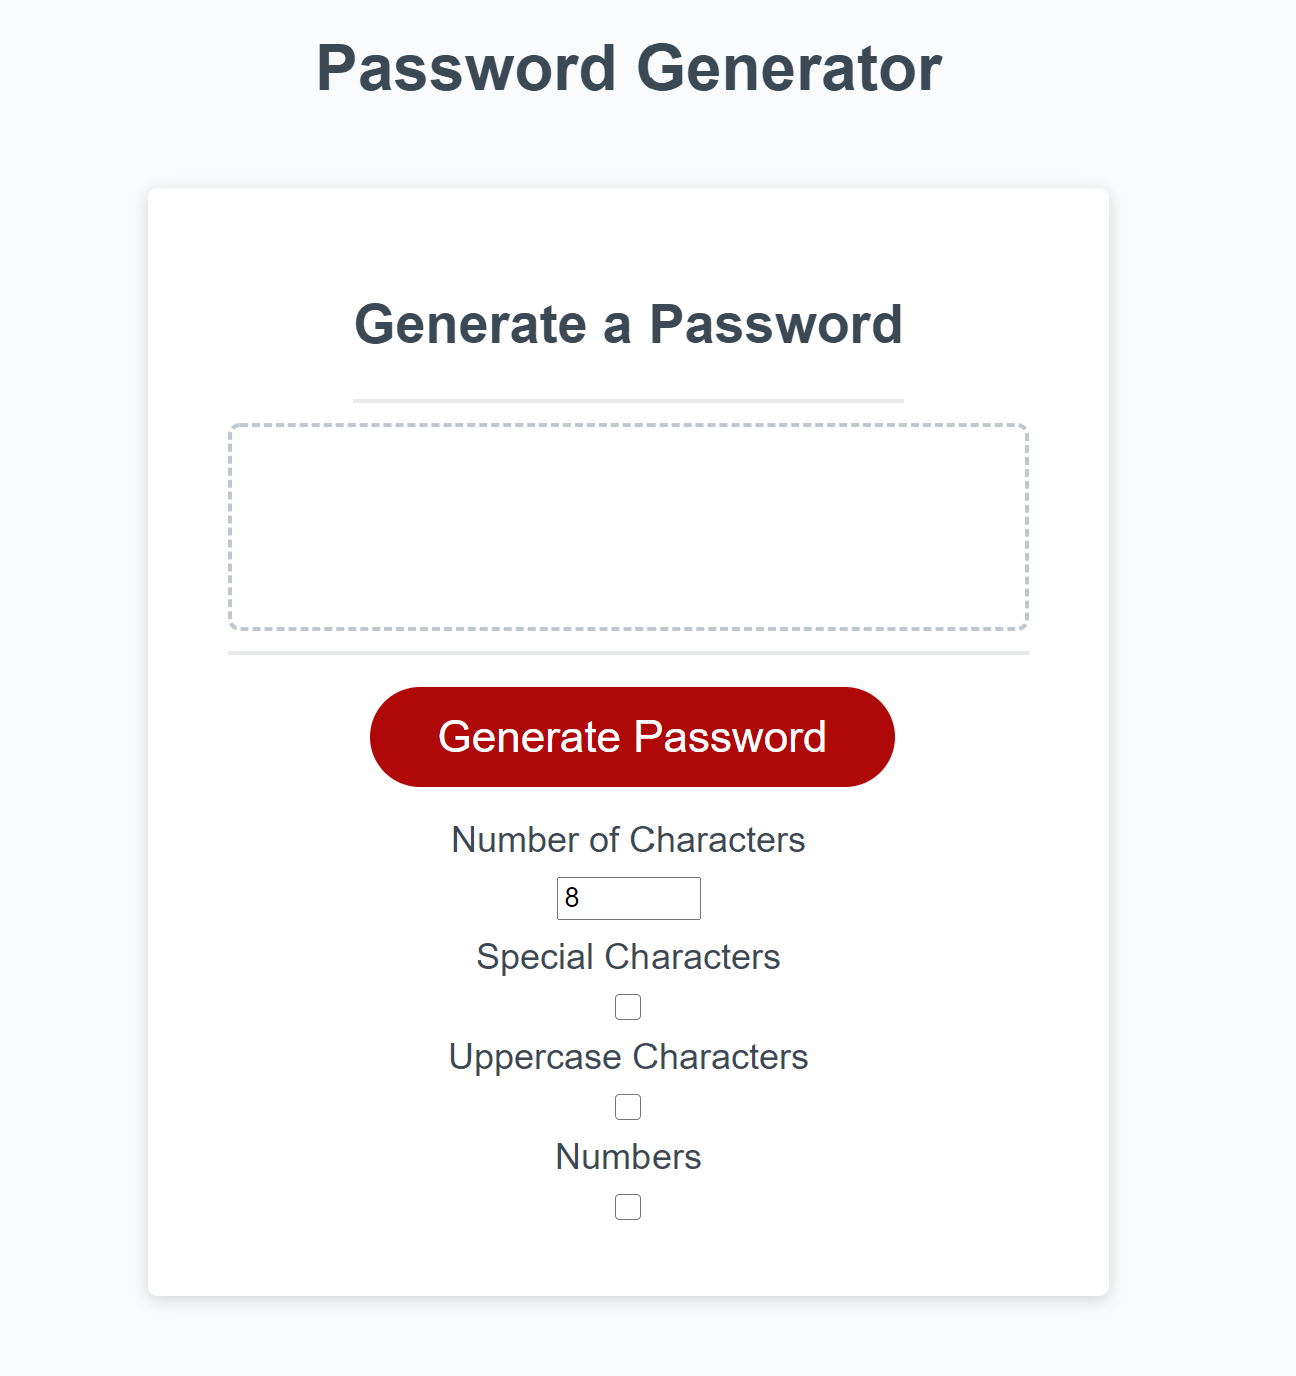 Password Generator
Generate a Password
Generate Password
Number of Characters
8
Special Characters
Uppercase Characters
Numbers